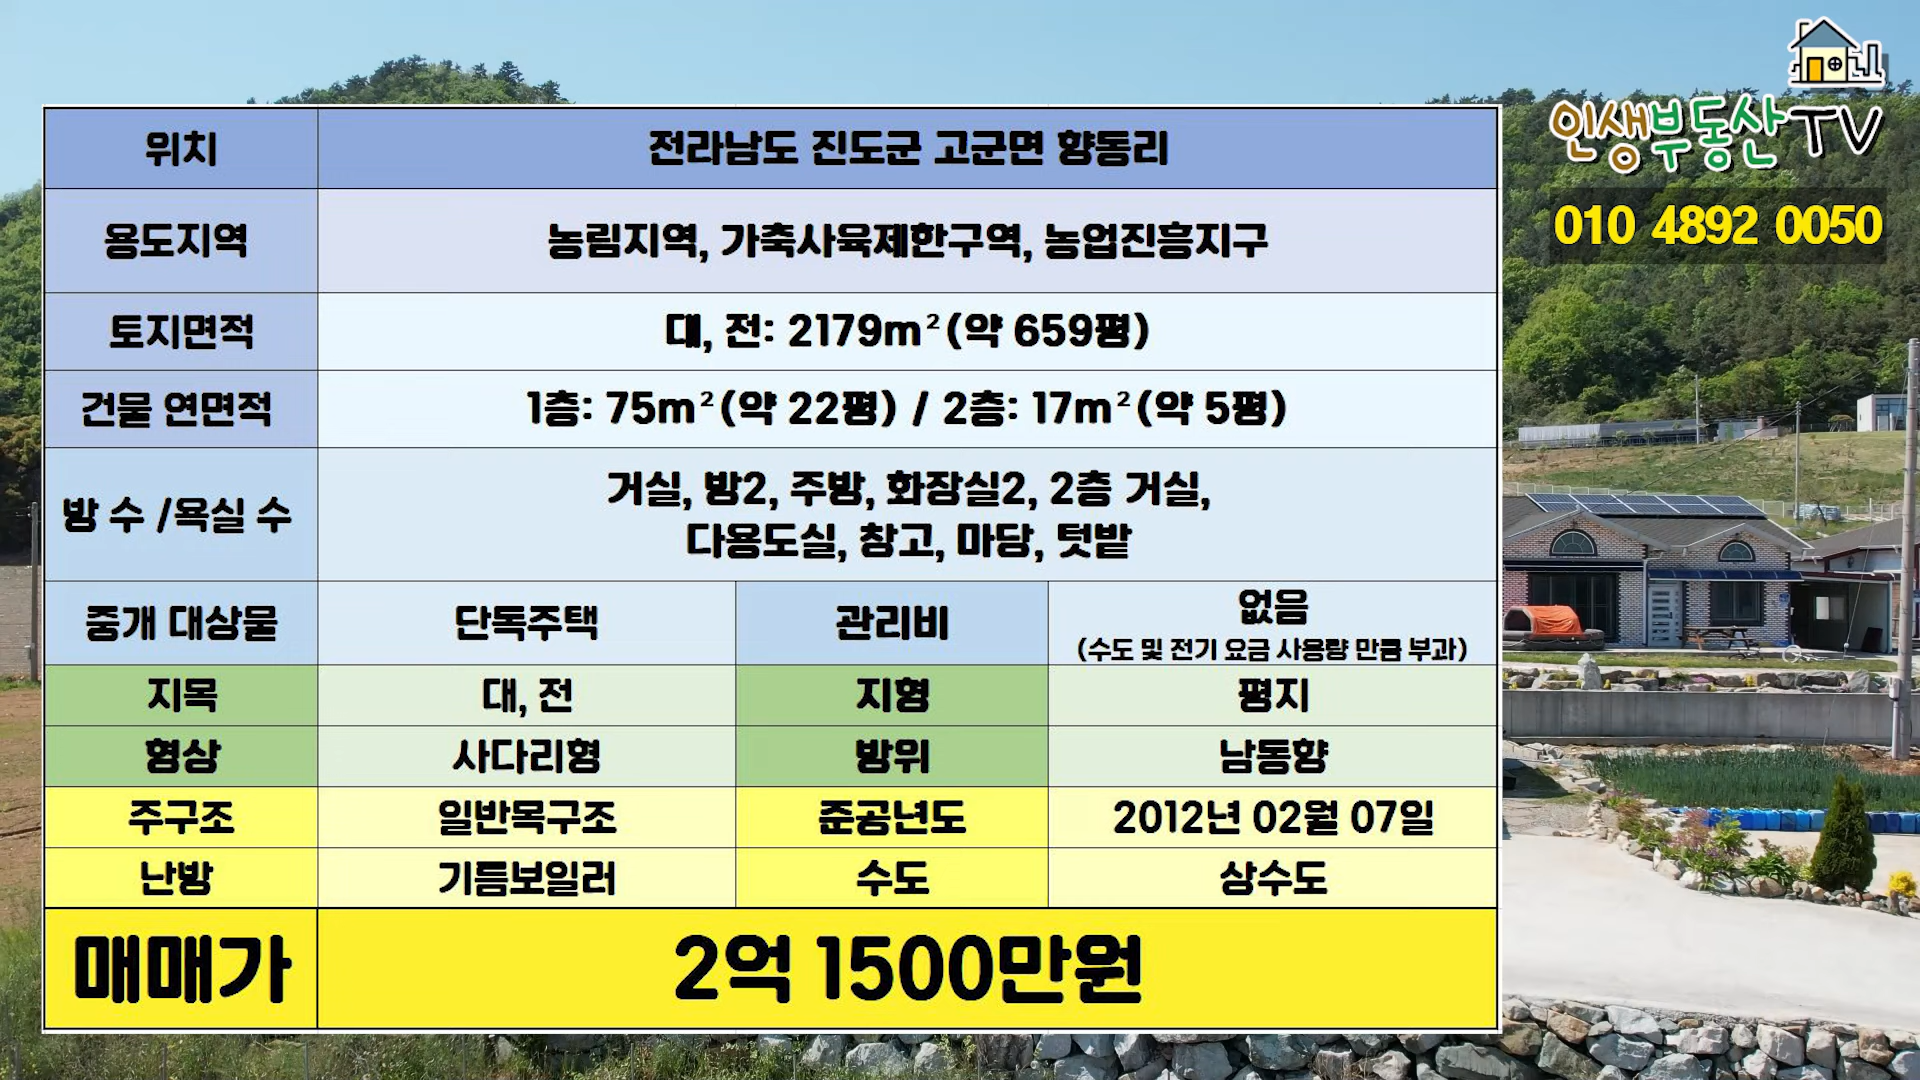 인생부동산TV
010 4892 0050
위치 전라남도 진도군 고군면 향동리
용도지역 농림지역, 가축사육제한구역, 농업진흥지구
토지면적 대, 전: 2179m²(약 659평)
건물 연면적 1층: 75m²(약 22평) / 2층: 17m²(약 5평)
방 수 /욕실 수 거실, 방2, 주방, 화장실2, 2층 거실,
다용도실, 창고, 마당, 텃밭
중개 대상물 단독주택 관리비 없음
(수도 및 전기 요금 사용량 만큼 부과)
지목 대, 전 지형 평지
형상 사다리형 방위 남동향
주구조 일반목구조 준공년도 2012년 02월 07일
난방 기름보일러 수도 상수도
매매가 2억 1500만원